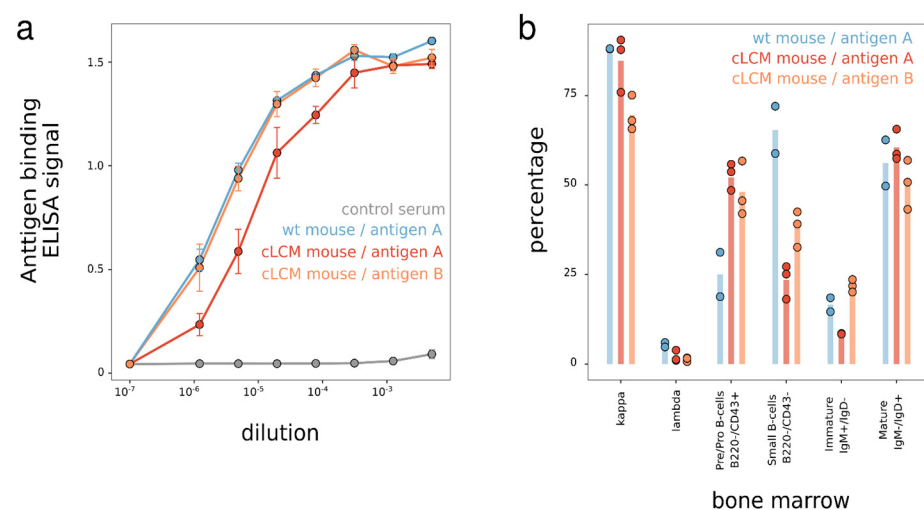 a
Anttigen binding
ELISA signal
1.5
1.0
0.5
0
10-7
10-6
10-5
10-4
10-3
dilution
control serum
wt mouse / antigen A
cLCM mouse / antigen A
cLCM mouse / antigen B
b
wt mouse / antigen A
cLCM mouse / antigen A
cLCM mouse / antigen B
percentage
75
50
25
0
kappa
lambda
Pre/Pro B-cells
B220-/CD43+
Small B-cells
B220-/CD43-
Immature
IgM+/IgD-
Mature
IgM-/IgD+
bone marrow